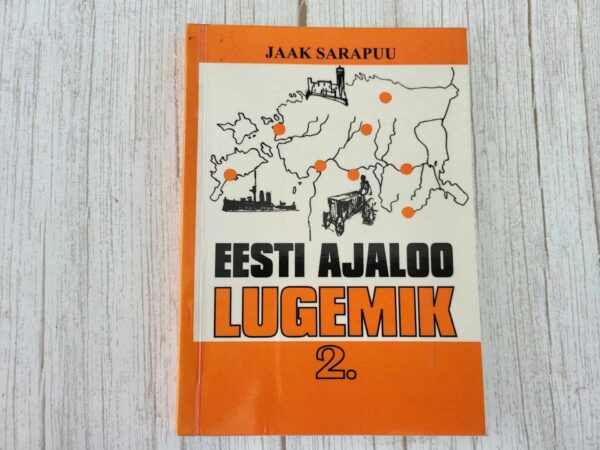 JAAK SARAPUU
EESTI AJALOO
LUGEMIK
2.